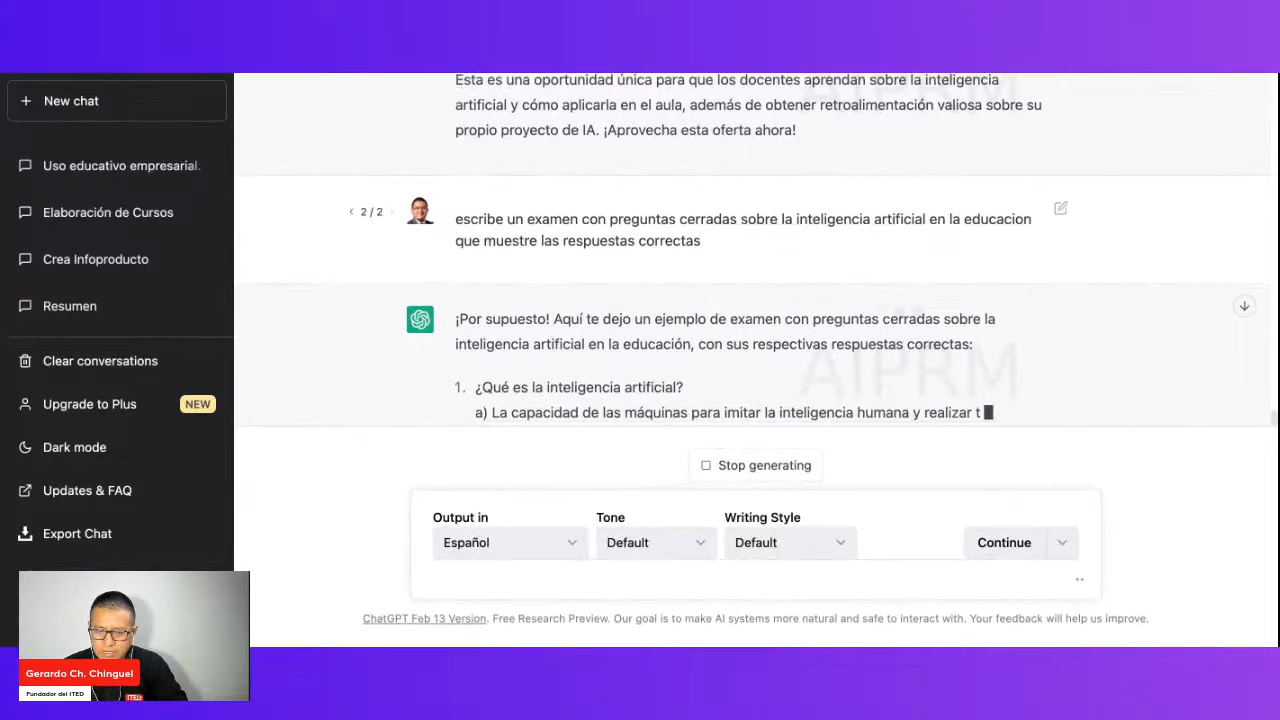 New chat
Uso educativo empresarial.
Elaboración de Cursos
Crea Infoproducto
Resumen
Clear conversations
Upgrade to Plus NEW
Dark mode
Updates & FAQ
Export Chat
Esta es una oportunidad única para que los docentes aprendan sobre la inteligencia
artificial y cómo aplicarla en el aula, además de obtener retroalimentación valiosa sobre su
propio proyecto de IA. ¡Aprovecha esta oferta ahora!
< 2 / 2 >
escribe un examen con preguntas cerradas sobre la inteligencia artificial en la educacion
que muestre las respuestas correctas
¡Por supuesto! Aquí te dejo un ejemplo de examen con preguntas cerradas sobre la
inteligencia artificial en la educación, con sus respectivas respuestas correctas:
AIPRM
1. ¿Qué es la inteligencia artificial?
a) La capacidad de las máquinas para imitar la inteligencia humana y realizar t
Stop generating
Output in Tone Writing Style
Español Default Default Continue
ChatGPT Feb 13 Version. Free Research Preview. Our goal is to make AI systems more natural and safe to interact with. Your feedback will help us improve.
Gerardo Ch. Chinguel
Fundador del ITED
ITED